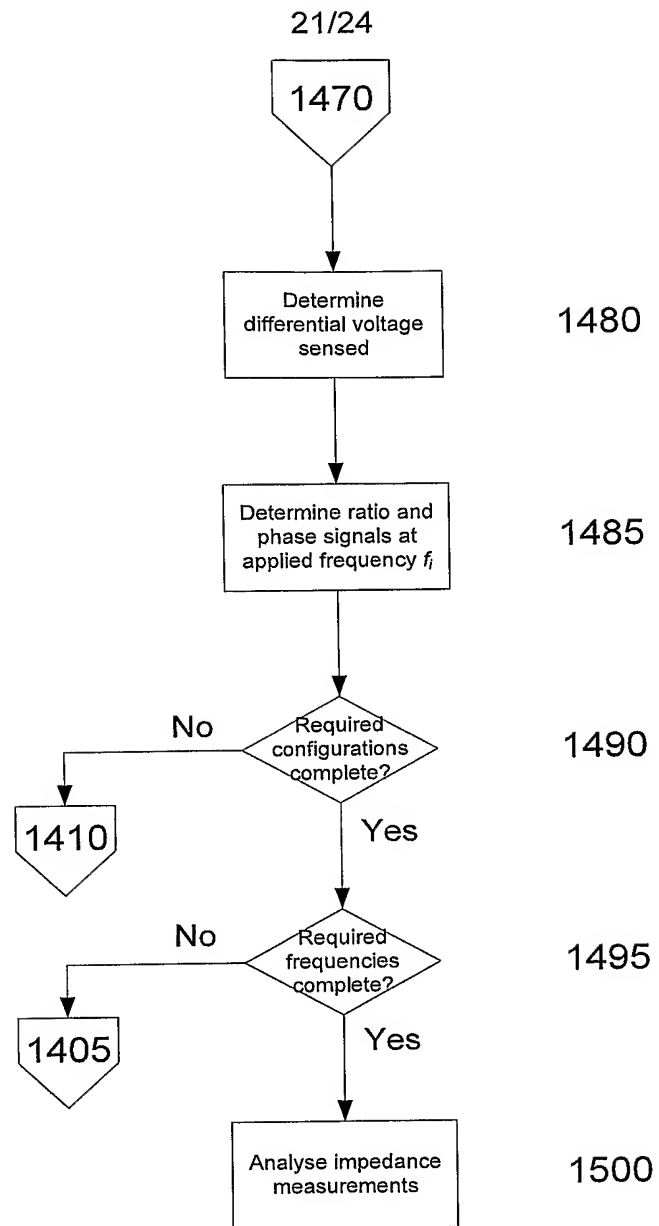 21/24
1470
Determine
differential voltage
sensed
1480
Determine ratio and
phase signals at
applied frequency fi
1485
Required
configurations
complete?
1490
No
Yes
1410
Required
frequencies
complete?
1495
No
Yes
1405
Analyse impedance
measurements
1500